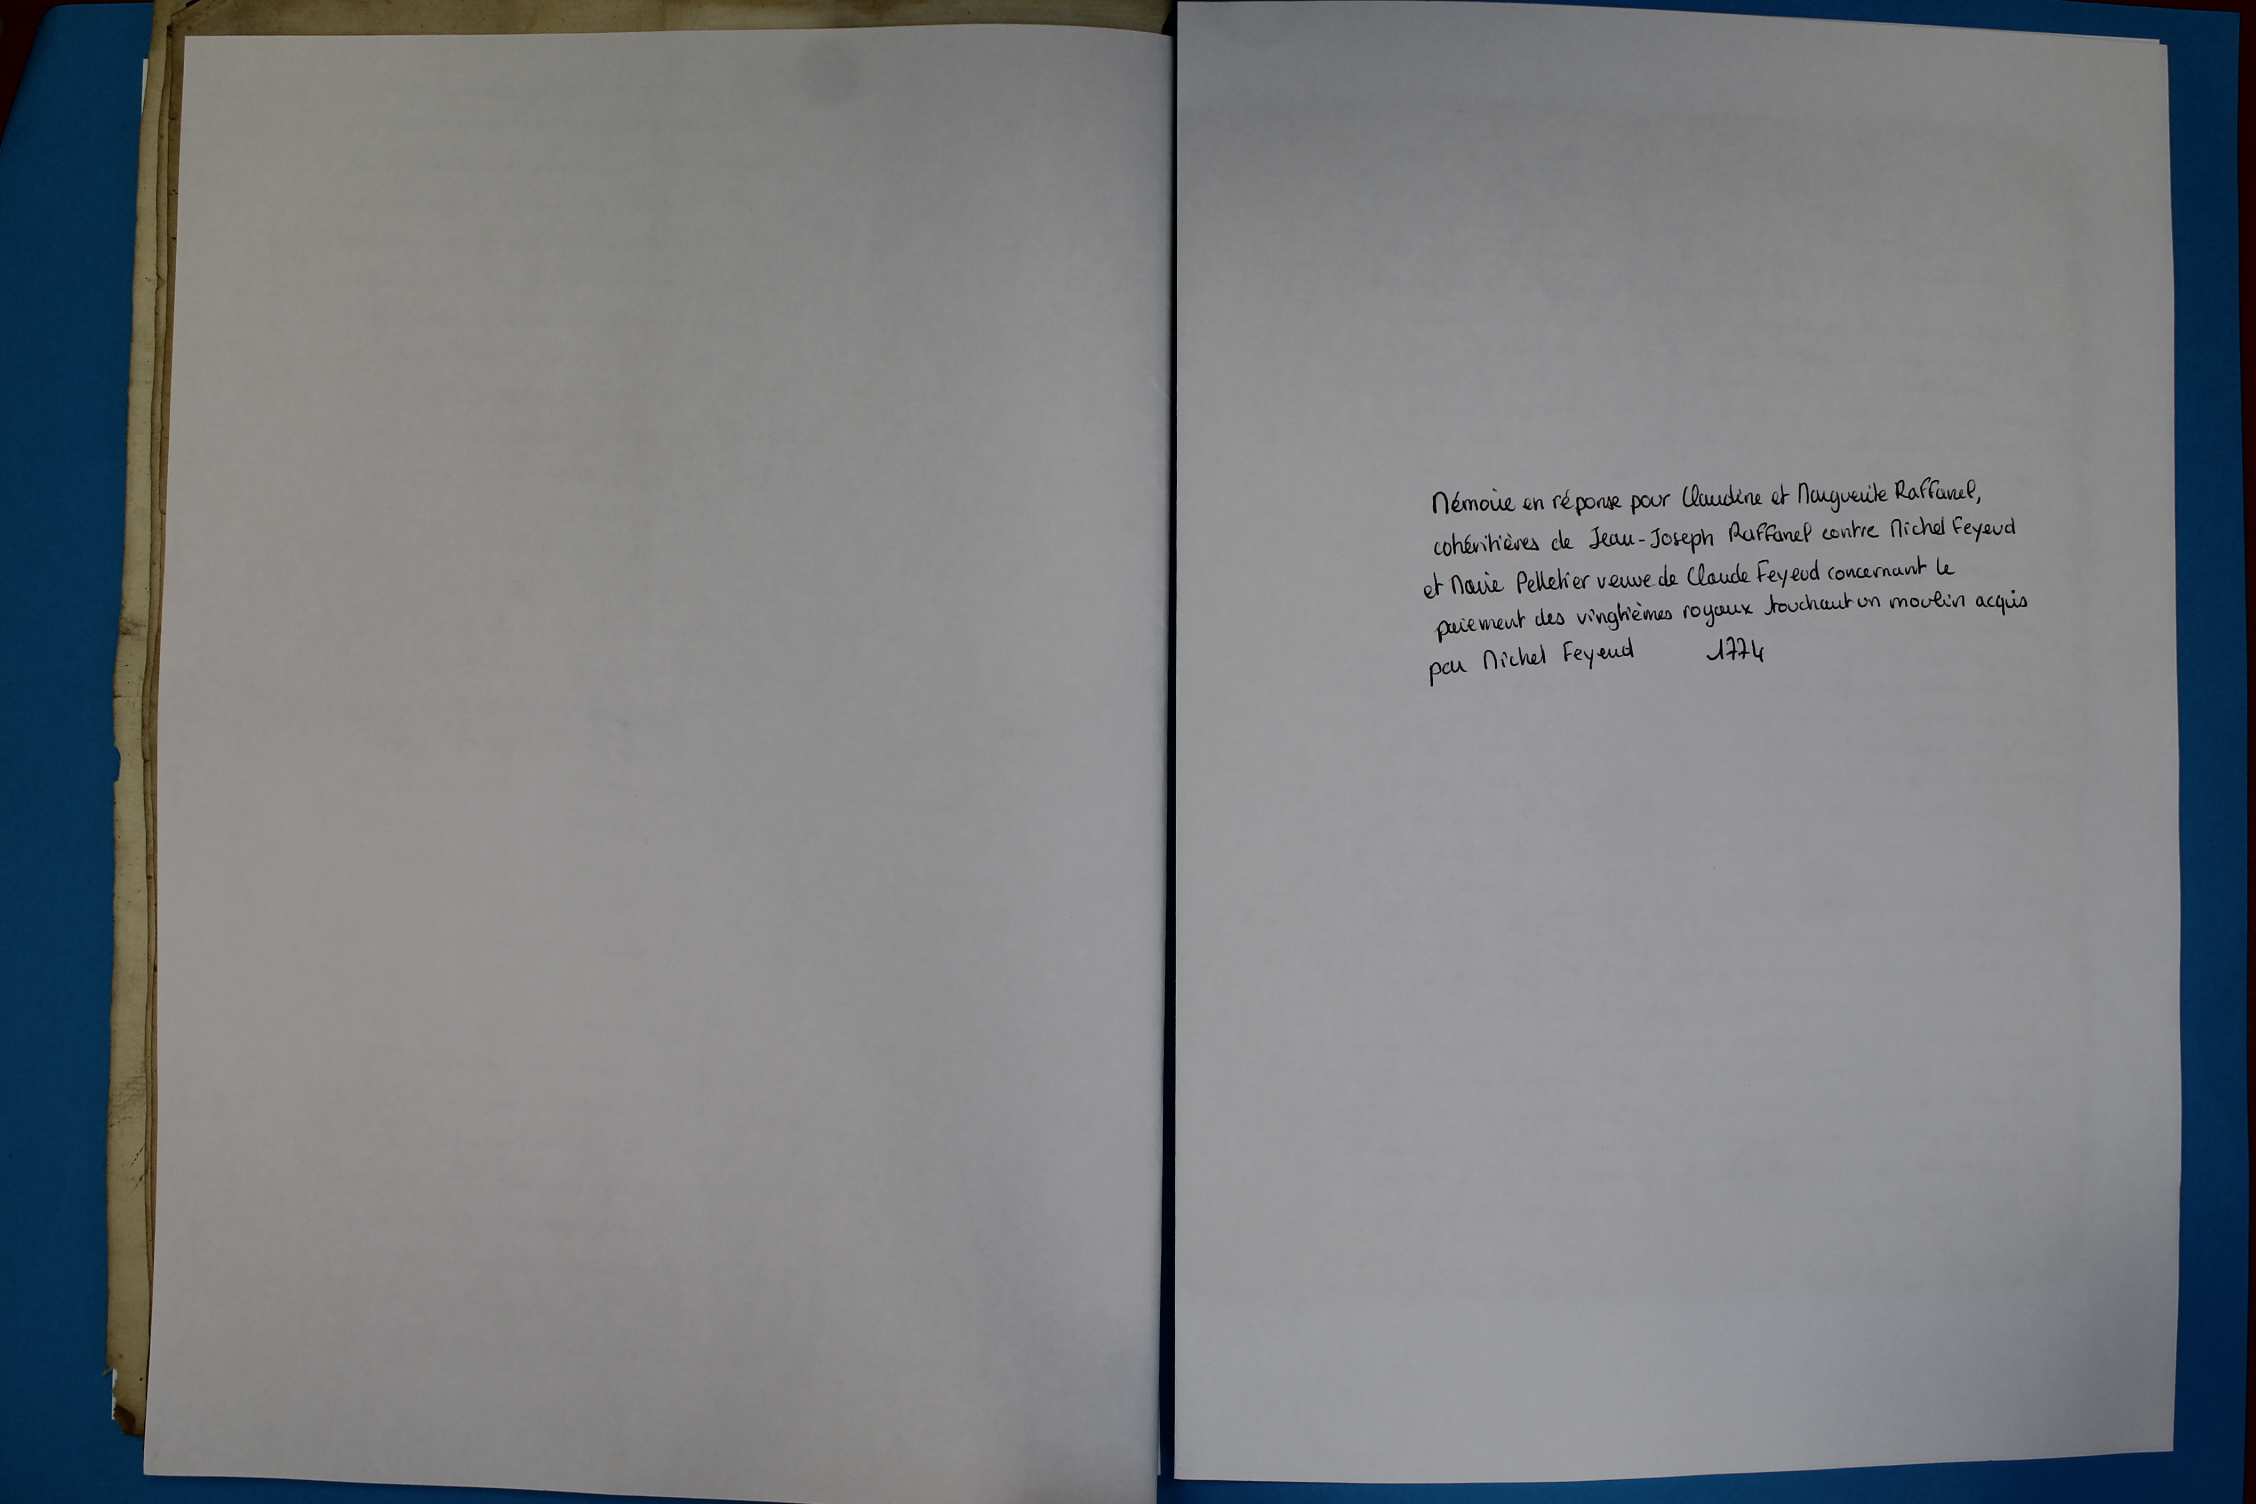 Mémoire en réponse pour Claudine et Marguerite Raffanel,
cohéritières de Jean-Joseph Raffanel contre Michel Feyeud
et Marie Pelletier veuve de Claude Feyeud concernant le
paiement des vingtièmes royaux touchant un moulin acquis
par Michel Feyeud 1774